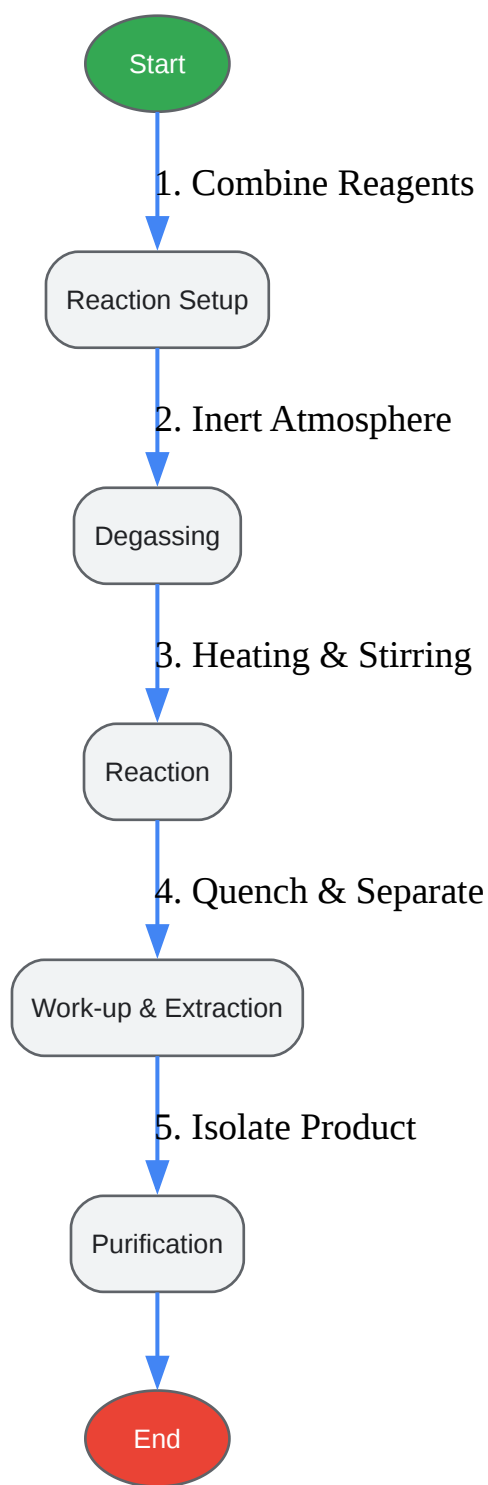 Start
1. Combine Reagents
Reaction Setup
2. Inert Atmosphere
Degassing
3. Heating & Stirring
Reaction
4. Quench & Separate
Work-up & Extraction
5. Isolate Product
Purification
End